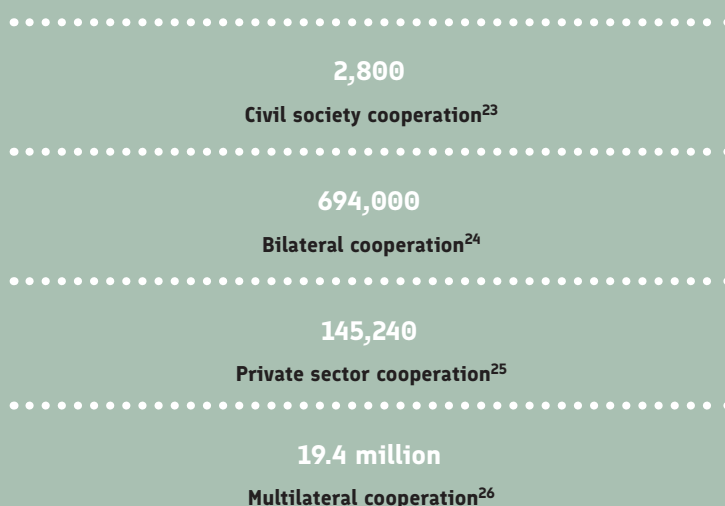 2,800
Civil society cooperation²³
694,000
Bilateral cooperation²⁴
145,240
Private sector cooperation²⁵
19.4 million
Multilateral cooperation²⁶